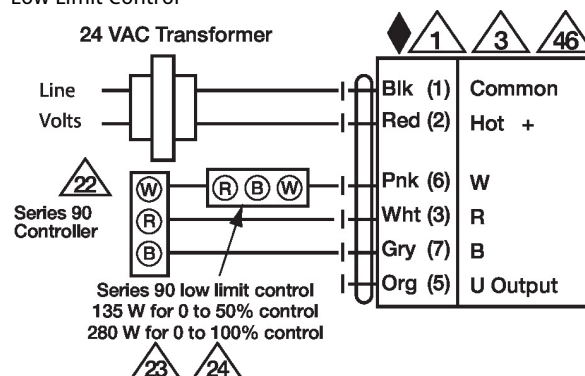 Low Limit Control
24 VAC Transformer
1 3 46
Line
Volts
Blk (1) Common
Red (2) Hot +
Pnk (6) W
Wht (3) R
Gry (7) B
Org (5) U Output
22
Series 90
Controller
W
R
B
R B W
Series 90 low limit control
135 W for 0 to 50% control
280 W for 0 to 100% control
23 24